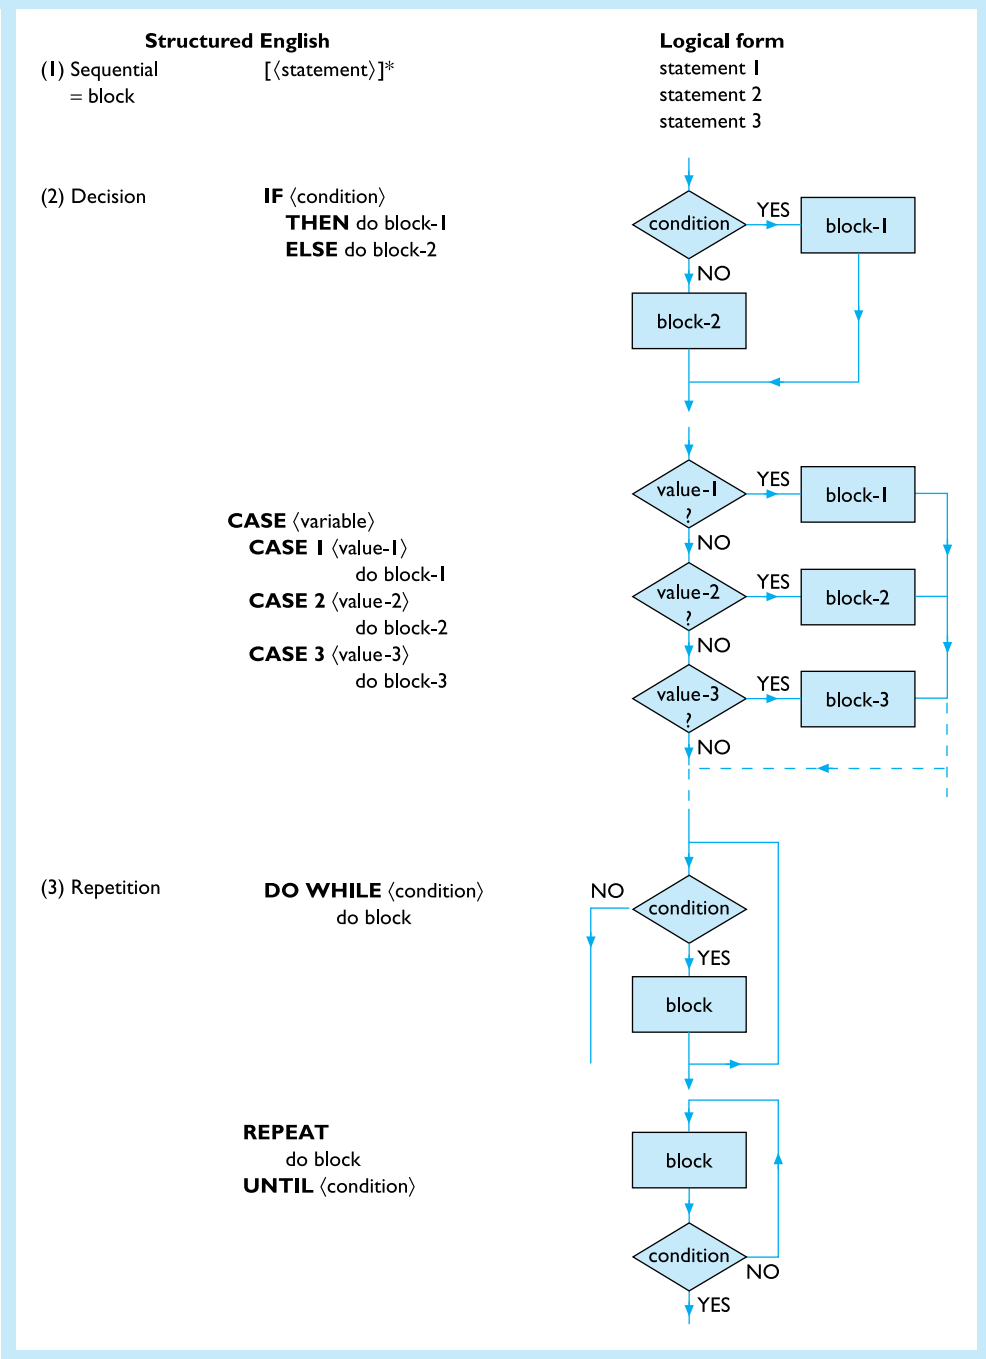 Structured English Logical form
(1) Sequential [⟨statement⟩]* statement 1
= block statement 2
statement 3
(2) Decision IF ⟨condition⟩
THEN do block-1
ELSE do block-2
condition YES block-1
NO
block-2
CASE ⟨variable⟩
CASE 1 ⟨value-1⟩
do block-1
CASE 2 ⟨value-2⟩
do block-2
CASE 3 ⟨value-3⟩
do block-3
value-1 YES block-1
?
NO
value-2 YES block-2
?
NO
value-3 YES block-3
?
NO
(3) Repetition DO WHILE ⟨condition⟩
do block
NO condition
YES
block
REPEAT
do block
UNTIL ⟨condition⟩
block
condition NO
YES